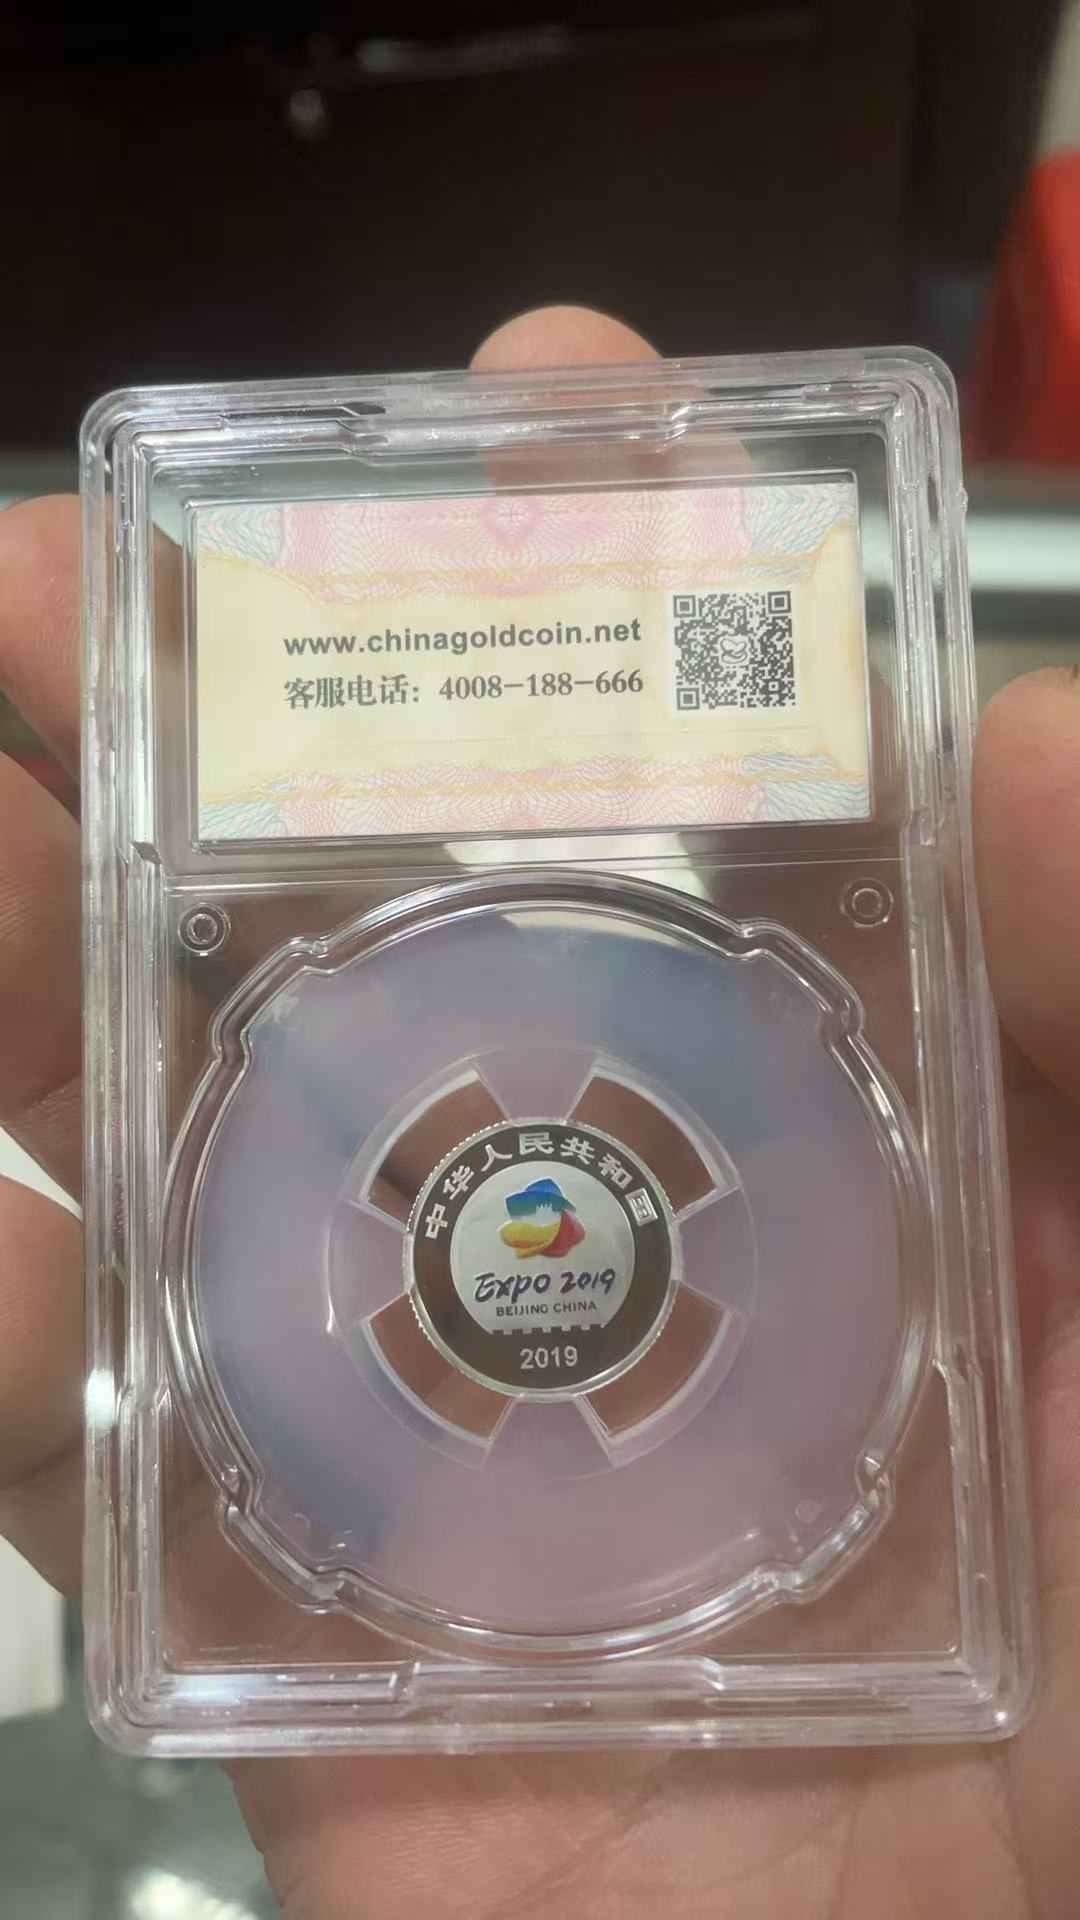 www.chinagoldcoin.net
客服电话：4008-188-666
中华人民共和国
Expo 2019
BEIJING CHINA
2019